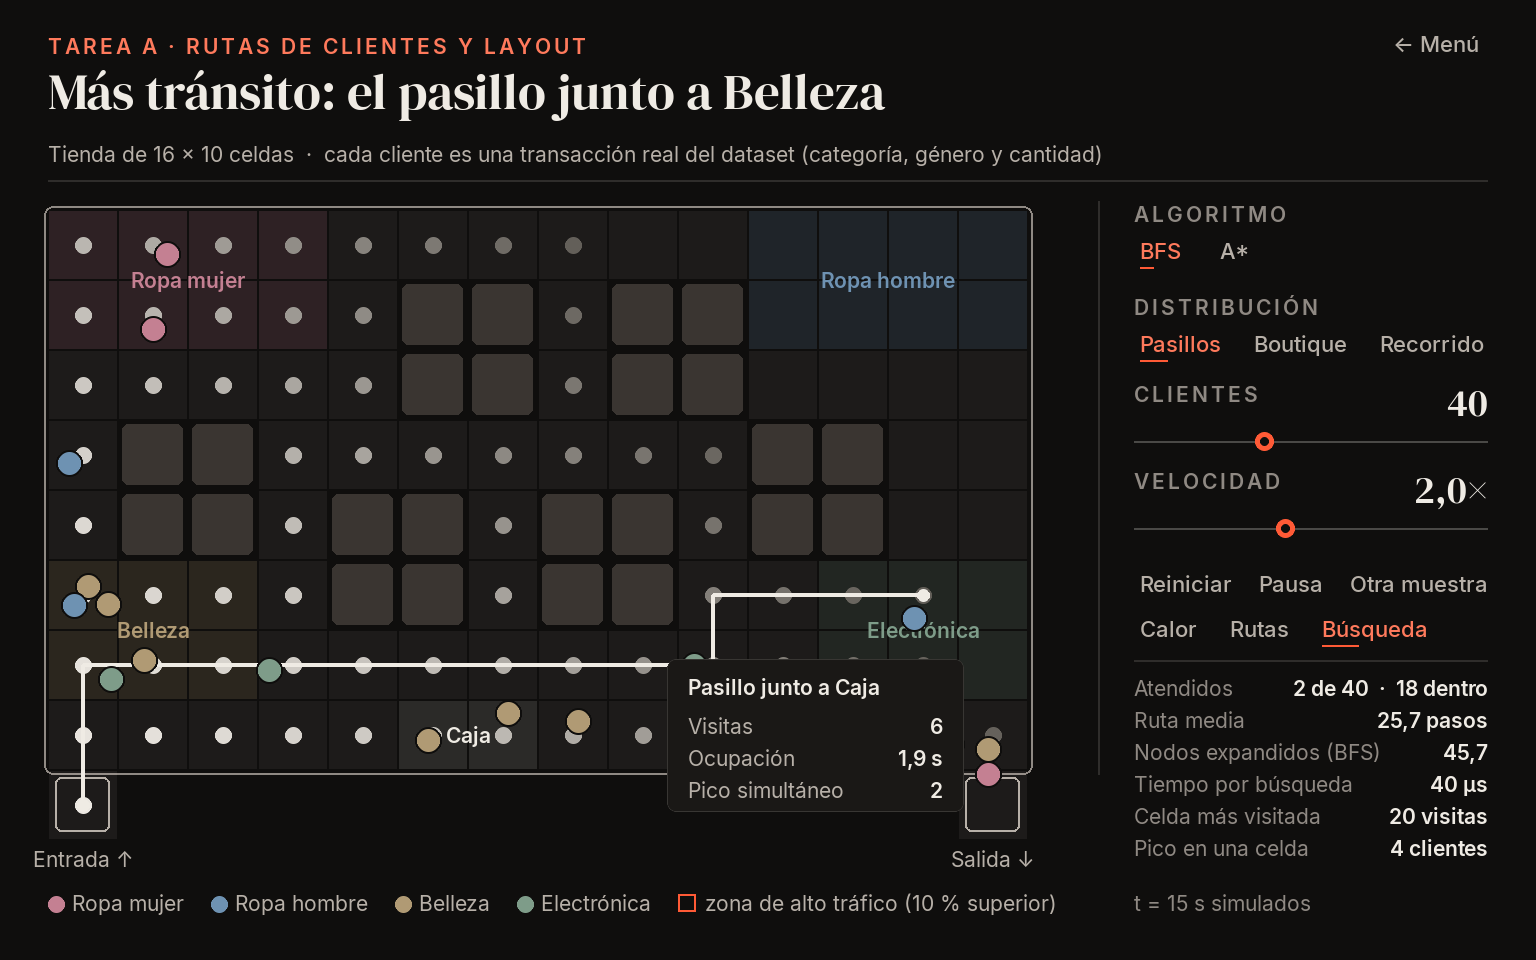 TAREA A · RUTAS DE CLIENTES Y LAYOUT
← Menú
Más tránsito: el pasillo junto a Belleza
Tienda de 16 × 10 celdas · cada cliente es una transacción real del dataset (categoría, género y cantidad)
Ropa mujer
Ropa hombre
Belleza
Electrónica
Caja
Pasillo junto a Caja
Visitas 6
Ocupación 1,9 s
Pico simultáneo 2
Entrada ↑
Salida ↓
Ropa mujer Ropa hombre Belleza Electrónica zona de alto tráfico (10 % superior)
ALGORITMO
BFS A*
DISTRIBUCIÓN
Pasillos Boutique Recorrido
CLIENTES 40
VELOCIDAD 2,0×
Reiniciar Pausa Otra muestra
Calor Rutas Búsqueda
Atendidos 2 de 40 · 18 dentro
Ruta media 25,7 pasos
Nodos expandidos (BFS) 45,7
Tiempo por búsqueda 40 µs
Celda más visitada 20 visitas
Pico en una celda 4 clientes
t = 15 s simulados